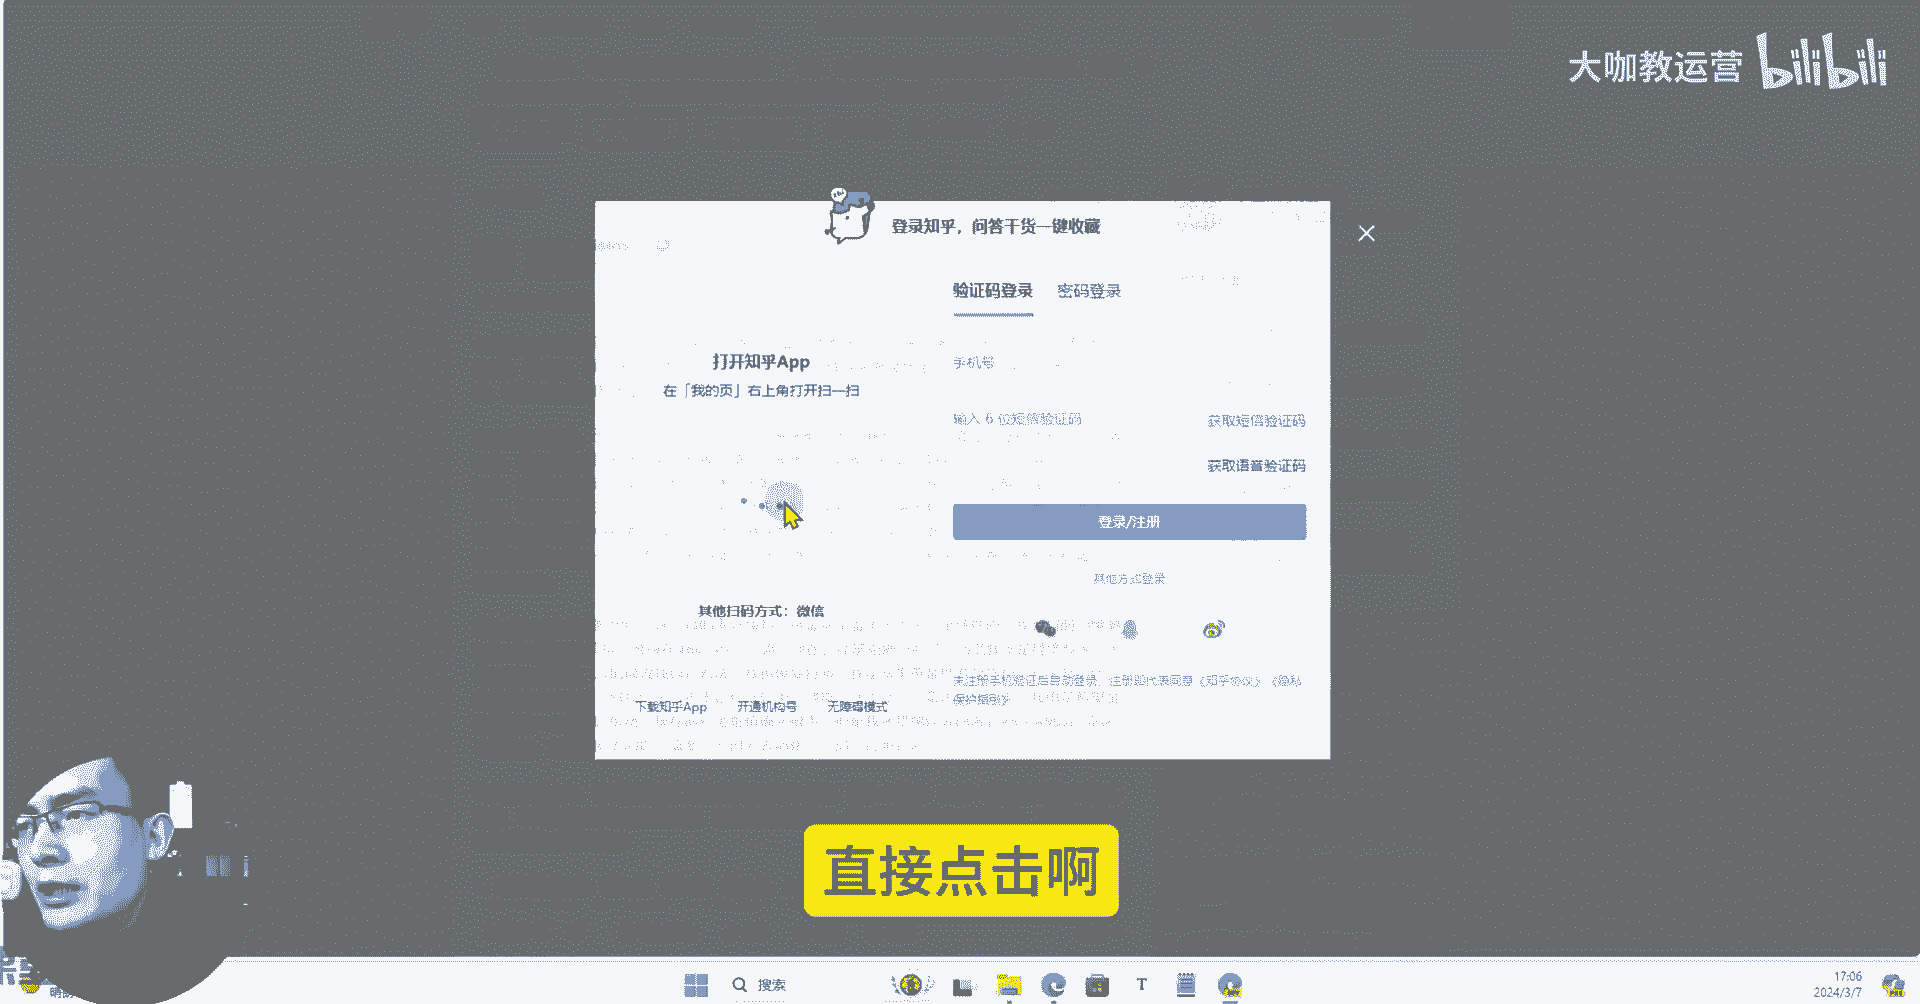 大咖教运营 bilibili
登录知乎，问答干货一键收藏
验证码登录 密码登录
打开知乎App
在「我的页」右上角打开扫一扫
手机号
输入 6 位短信验证码 获取短信验证码
获取语音验证码
登录/注册
其他方式登录
其他扫码方式：微信
未注册手机验证后自动登录，注册即代表同意《知乎协议》《隐私
保护指引》
下载知乎App 开通机构号 无障碍模式
直接点击啊
搜索
T
17:06
2024/3/7